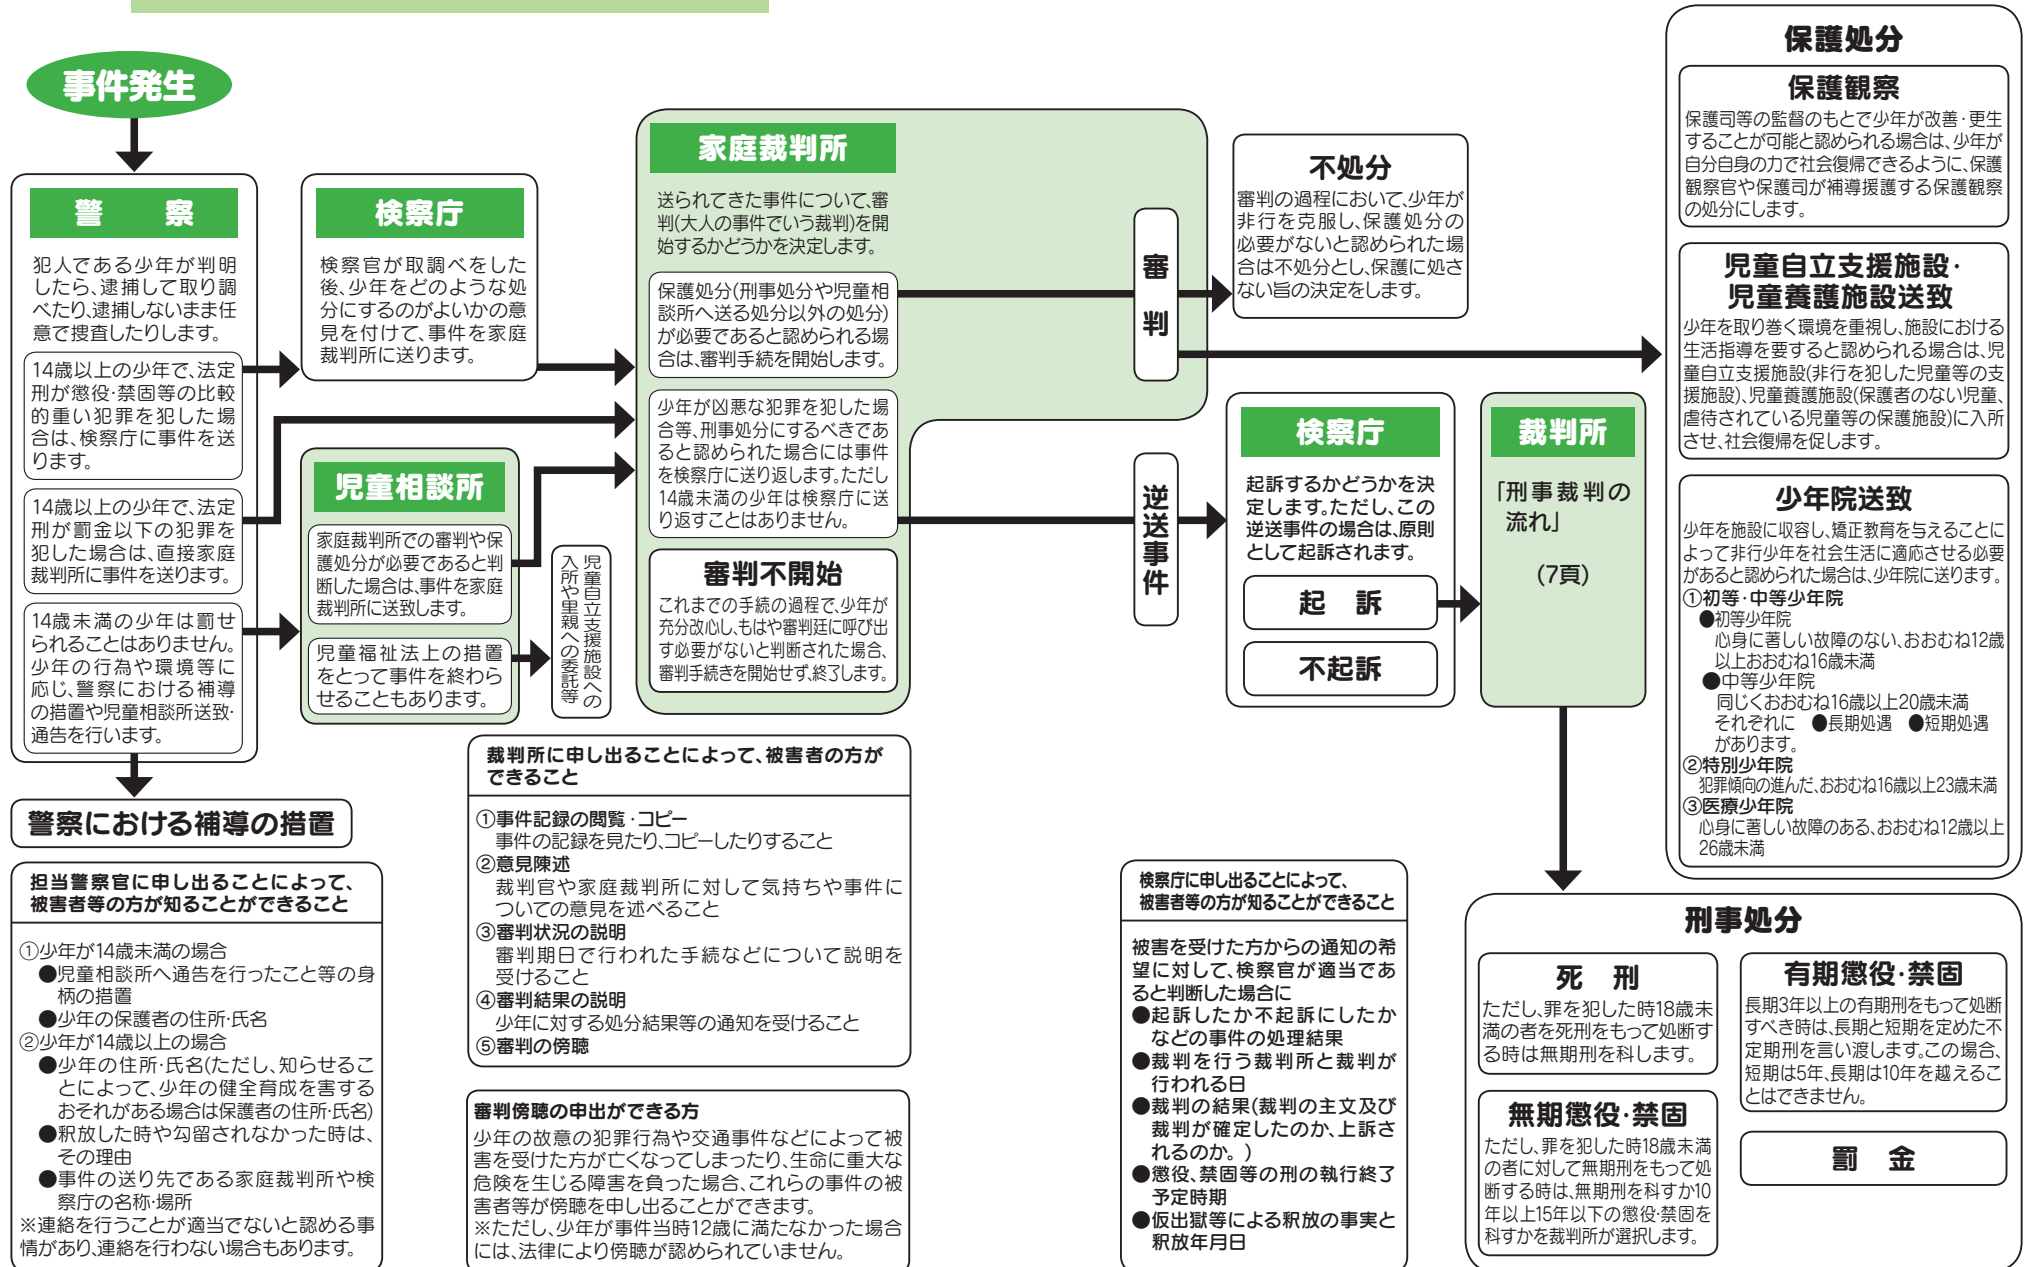 事件発生
警　察
犯人である少年が判明
したら、逮捕して取り調
べたり、逮捕しないまま任
意で捜査したりします。
14歳以上の少年で、法定
刑が懲役・禁固等の比較
的重い犯罪を犯した場
合は、検察庁に事件を送
ります。
14歳以上の少年で、法定
刑が罰金以下の犯罪を
犯した場合は、直接家庭
裁判所に事件を送ります。
14歳未満の少年は罰せ
られることはありません。
少年の行為や環境等に
応じ、警察における補導
の措置や児童相談所送致・
通告を行います。
警察における補導の措置
検察庁
検察官が取調べをした
後、少年をどのような処
分にするのがよいかの意
見を付けて、事件を家庭
裁判所に送ります。
児童相談所
家庭裁判所での審判や保
護処分が必要であると判
断した場合は、事件を家庭
裁判所に送致します。
児童福祉法上の措置
をとって事件を終わら
せることもあります。
児童自立支援施設への
入所や里親への委託等
家庭裁判所
送られてきた事件について、審
判(大人の事件でいう裁判)を開
始するかどうかを決定します。
保護処分(刑事処分や児童相
談所へ送る処分以外の処分)
が必要であると認められる場
合は、審判手続を開始します。
少年が凶悪な犯罪を犯した場
合等、刑事処分にするべきであ
ると認められた場合には事件
を検察庁に送り返します。ただし
14歳未満の少年は検察庁に送
り返すことはありません。
審判不開始
これまでの手続の過程で、少年が
充分改心し、もはや審判廷に呼び出
す必要がないと判断された場合、
審判手続きを開始せず、終了します。
審判
逆送事件
不処分
審判の過程において、少年が
非行を克服し、保護処分の
必要がないと認められた場
合は不処分とし、保護に処さ
ない旨の決定をします。
検察庁
起訴するかどうかを決
定します。ただし、この
逆送事件の場合は、原則
として起訴されます。
起　訴
不起訴
裁判所
「刑事裁判の
流れ」
(7頁)
保護処分
保護観察
保護司等の監督のもとで少年が改善・更生
することが可能と認められる場合は、少年が
自分自身の力で社会復帰できるように、保護
観察官や保護司が補導援護する保護観察
の処分にします。
児童自立支援施設・
児童養護施設送致
少年を取り巻く環境を重視し、施設における
生活指導を要すると認められる場合は、児
童自立支援施設(非行を犯した児童等の支
援施設)、児童養護施設(保護者のない児童、
虐待されている児童等の保護施設)に入所
させ、社会復帰を促します。
少年院送致
少年を施設に収容し、矯正教育を与えることに
よって非行少年を社会生活に適応させる必要
があると認められた場合は、少年院に送ります。
①初等・中等少年院
●初等少年院
心身に著しい故障のない、おおむね12歳
以上おおむね16歳未満
●中等少年院
同じくおおむね16歳以上20歳未満
それぞれに　●長期処遇　●短期処遇
があります。
②特別少年院
犯罪傾向の進んだ、おおむね16歳以上23歳未満
③医療少年院
心身に著しい故障のある、おおむね12歳以上
26歳未満
担当警察官に申し出ることによって、
被害者等の方が知ることができること
①少年が14歳未満の場合
●児童相談所へ通告を行ったこと等の身
柄の措置
●少年の保護者の住所・氏名
②少年が14歳以上の場合
●少年の住所・氏名(ただし、知らせるこ
とによって、少年の健全育成を害する
おそれがある場合は保護者の住所・氏名)
●釈放した時や勾留されなかった時は、
その理由
●事件の送り先である家庭裁判所や検
察庁の名称・場所
※連絡を行うことが適当でないと認める事
情があり、連絡を行わない場合もあります。
裁判所に申し出ることによって、被害者の方が
できること
①事件記録の閲覧・コピー
事件の記録を見たり、コピーしたりすること
②意見陳述
裁判官や家庭裁判所に対して気持ちや事件に
ついての意見を述べること
③審判状況の説明
審判期日で行われた手続などについて説明を
受けること
④審判結果の説明
少年に対する処分結果等の通知を受けること
⑤審判の傍聴
審判傍聴の申出ができる方
少年の故意の犯罪行為や交通事件などによって被
害を受けた方が亡くなってしまったり、生命に重大な
危険を生じる障害を負った場合、これらの事件の被
害者等が傍聴を申し出ることができます。
※ただし、少年が事件当時12歳に満たなかった場合
には、法律により傍聴が認められていません。
検察庁に申し出ることによって、
被害者等の方が知ることができること
被害を受けた方からの通知の希
望に対して、検察官が適当であ
ると判断した場合に
●起訴したか不起訴にしたか
などの事件の処理結果
●裁判を行う裁判所と裁判が
行われる日
●裁判の結果(裁判の主文及び
裁判が確定したのか、上訴さ
れるのか。)
●懲役、禁固等の刑の執行終了
予定時期
●仮出獄等による釈放の事実と
釈放年月日
刑事処分
死　刑
ただし、罪を犯した時18歳未
満の者を死刑をもって処断す
る時は無期刑を科します。
無期懲役・禁固
ただし、罪を犯した時18歳未満
の者に対して無期刑をもって処
断する時は、無期刑を科すか10
年以上15年以下の懲役・禁固を
科すかを裁判所が選択します。
有期懲役・禁固
長期3年以上の有期刑をもって処断
すべき時は、長期と短期を定めた不
定期刑を言い渡します。この場合、
短期は5年、長期は10年を越えるこ
とはできません。
罰　金